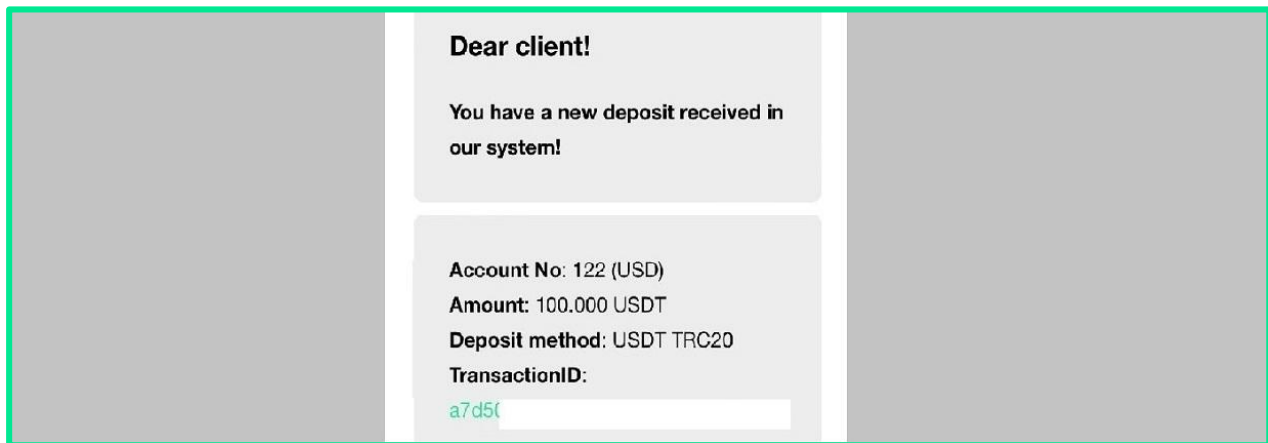 Dear client!
You have a new deposit received in
our system!
Account No: 122 (USD)
Amount: 100.000 USDT
Deposit method: USDT TRC20
TransactionID:
a7d50